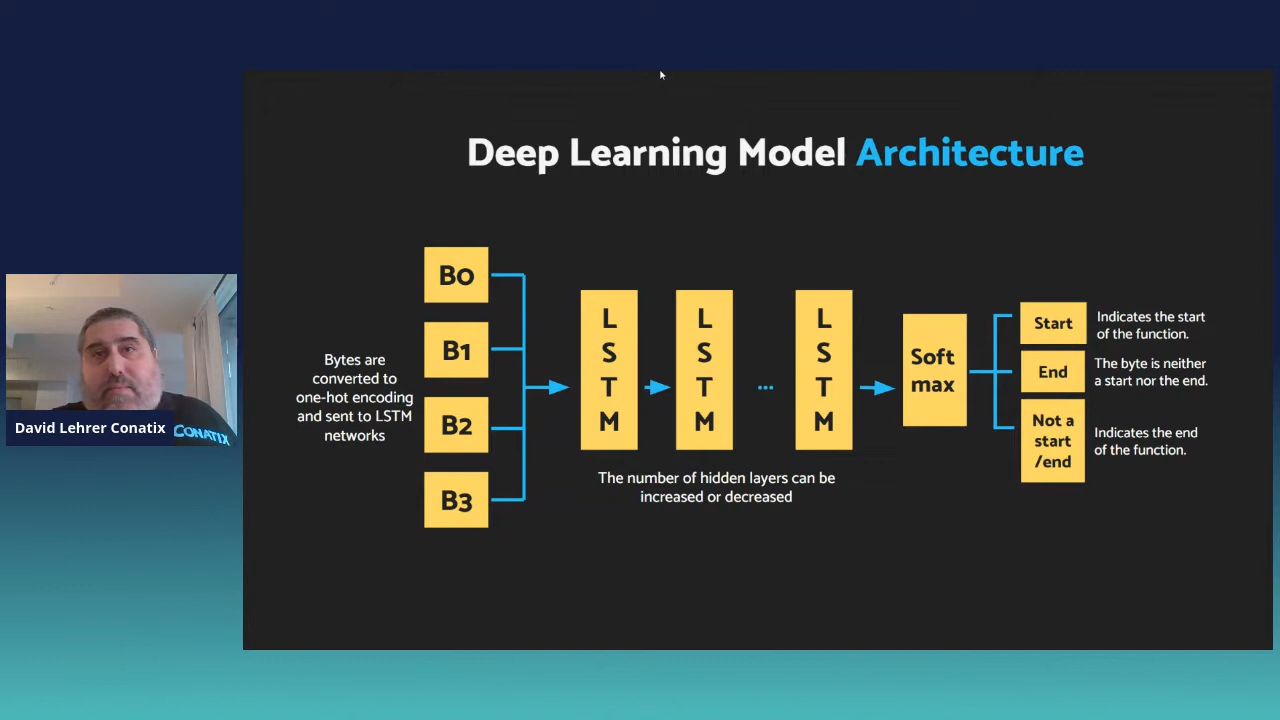 Deep Learning Model Architecture
B0
B1
B2
B3
Bytes are
converted to
one-hot encoding
and sent to LSTM
networks
L
S
T
M
L
S
T
M
...
L
S
T
M
The number of hidden layers can be
increased or decreased
Soft
max
Start
Indicates the start
of the function.
End
The byte is neither
a start nor the end.
Not a
start
/end
Indicates the end
of the function.
David Lehrer Conatix
CONATIX